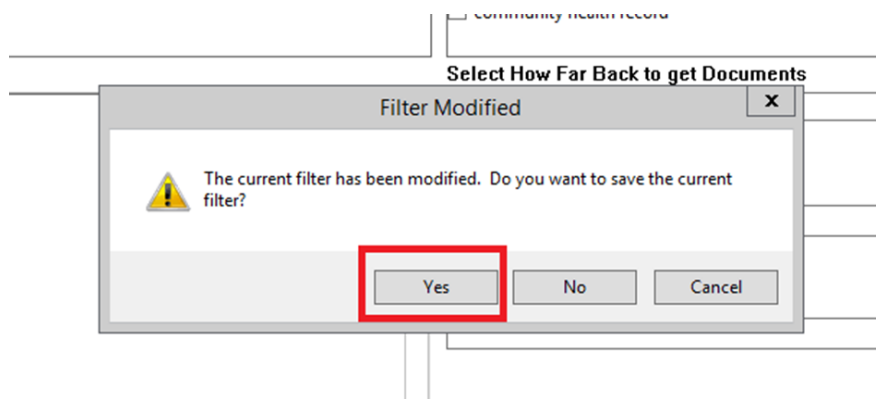 community health record
Select How Far Back to get Documents
Filter Modified
x
The current filter has been modified. Do you want to save the current
filter?
Yes
No
Cancel